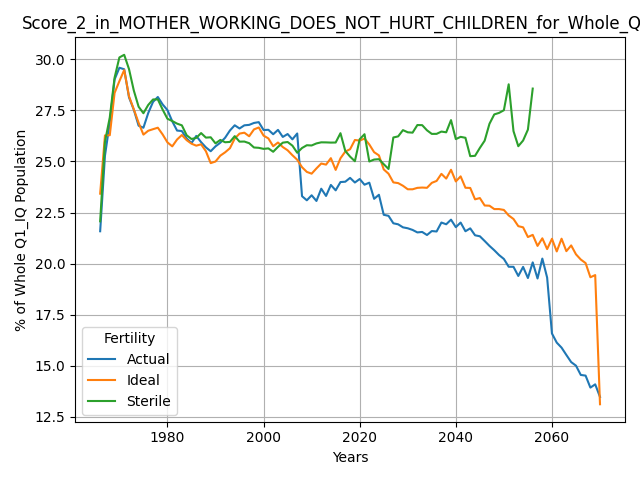 Score_2_in_MOTHER_WORKING_DOES_NOT_HURT_CHILDREN_for_Whole_Q
30.0
27.5
25.0
22.5
20.0
17.5
15.0
12.5
% of Whole Q1_IQ Population
Fertility
Actual
Ideal
Sterile
1980 2000 2020 2040 2060
Years